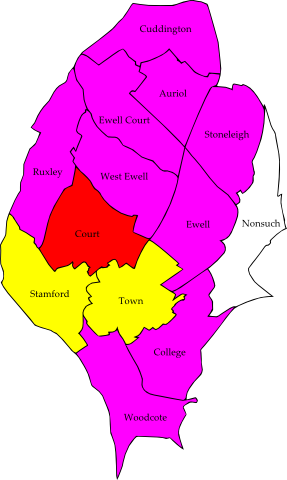 Cuddington
Auriol
Ewell Court
Stoneleigh
Ruxley
West Ewell
Ewell
Nonsuch
Court
Stamford
Town
College
Woodcote